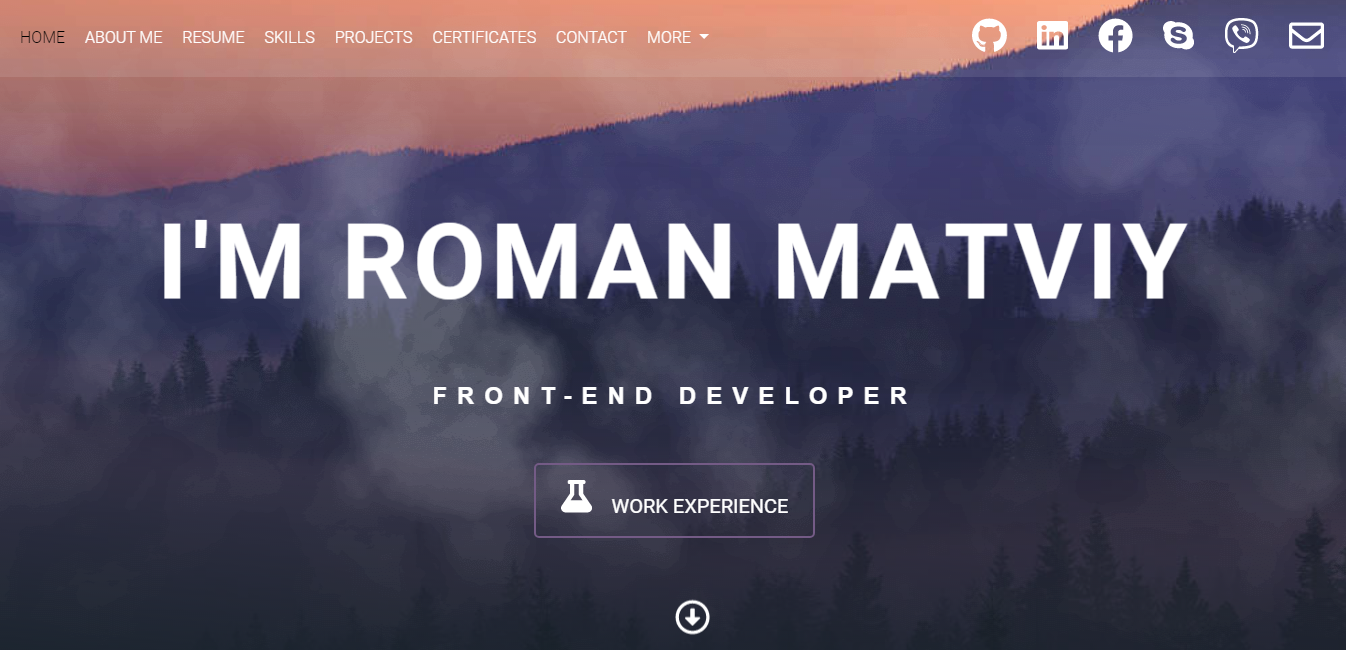 HOME ABOUT ME RESUME SKILLS PROJECTS CERTIFICATES CONTACT MORE
I'M ROMAN MATVIY
FRONT-END DEVELOPER
WORK EXPERIENCE